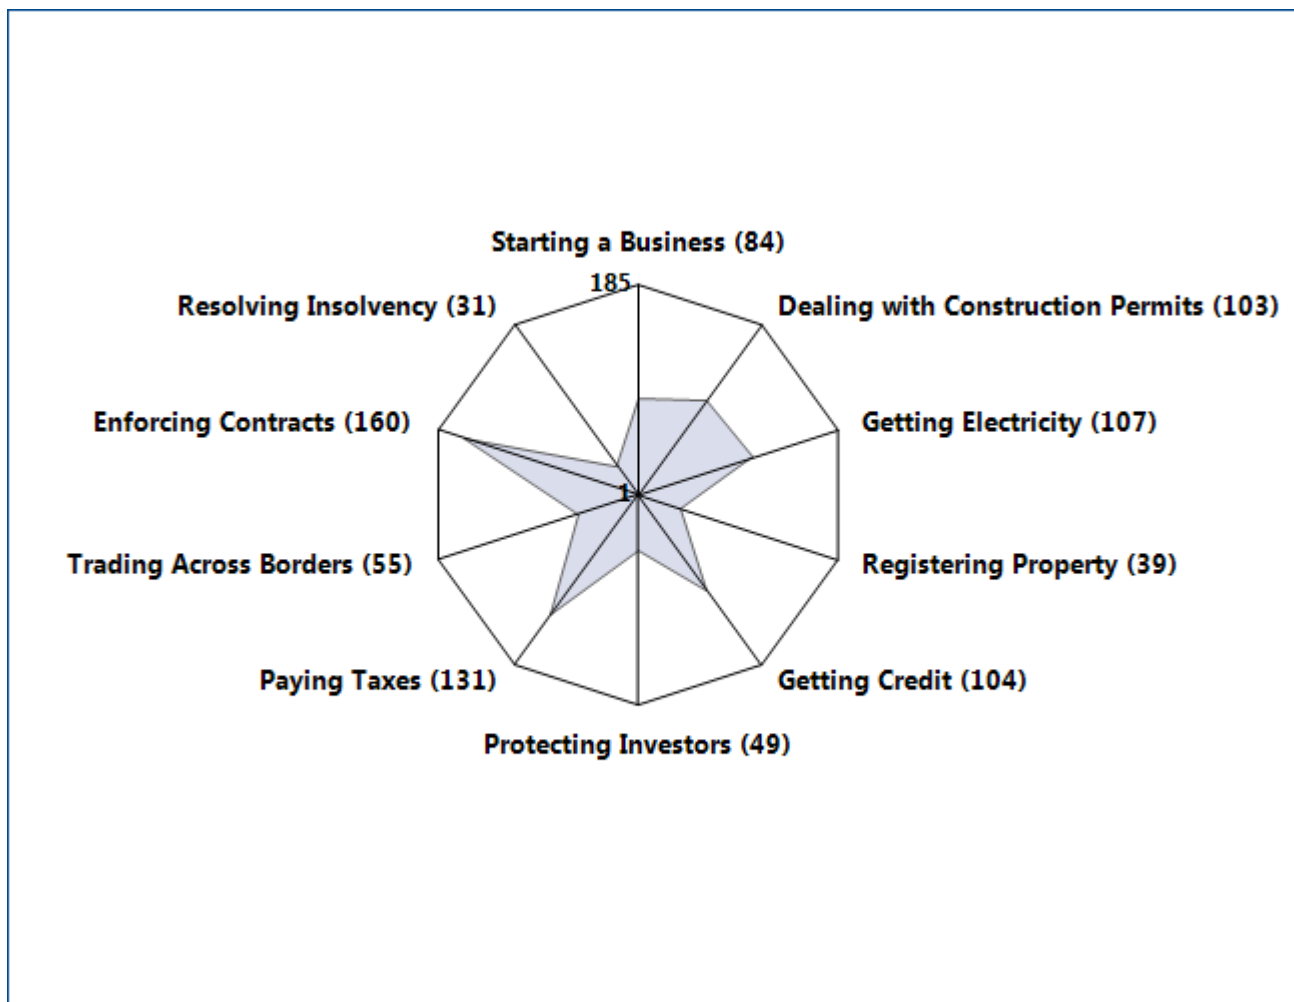 Starting a Business (84)
185
Resolving Insolvency (31)
Dealing with Construction Permits (103)
Enforcing Contracts (160)
Getting Electricity (107)
1
Trading Across Borders (55)
Registering Property (39)
Paying Taxes (131)
Getting Credit (104)
Protecting Investors (49)